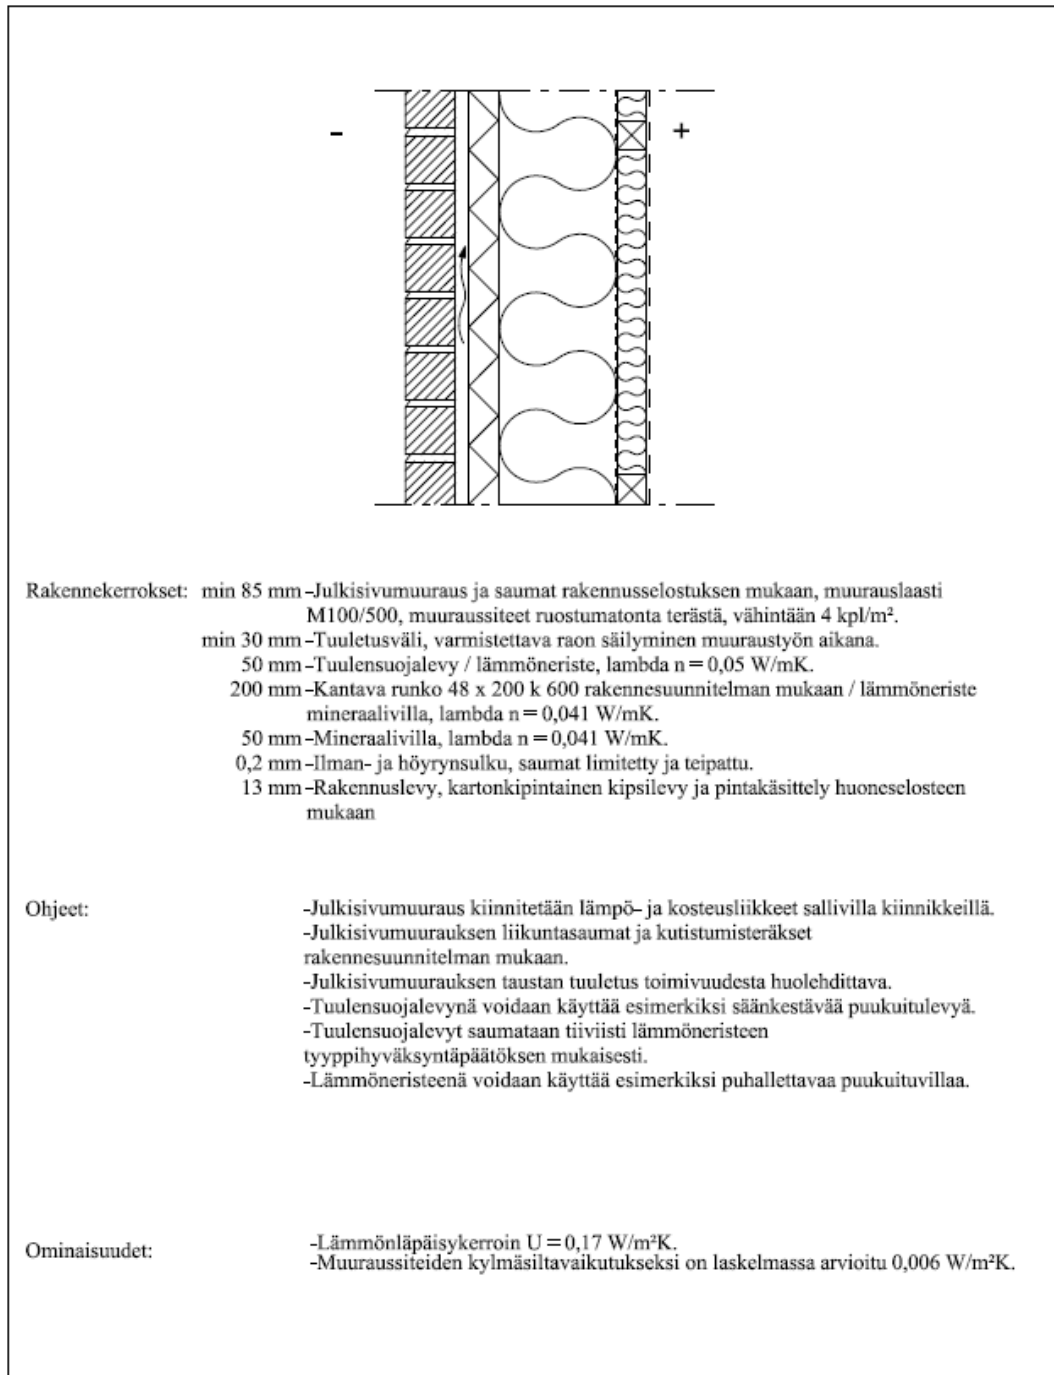 -
+
Rakennekerrokset: min 85 mm -Julkisivumuuraus ja saumat rakennusselostuksen mukaan, muurauslaasti
M100/500, muuraussiteet ruostumatonta terästä, vähintään 4 kpl/m².
min 30 mm -Tuuletusväli, varmistettava raon säilyminen muuraustyön aikana.
50 mm -Tuulensuojalevy / lämmöneriste, lambda n = 0,05 W/mK.
200 mm -Kantava runko 48 x 200 k 600 rakennesuunnitelman mukaan / lämmöneriste
mineraalivilla, lambda n = 0,041 W/mK.
50 mm -Mineraalivilla, lambda n = 0,041 W/mK.
0,2 mm -Ilman- ja höyrynsulku, saumat limitetty ja teipattu.
13 mm -Rakennuslevy, kartonkipintainen kipsilevy ja pintakäsittely huoneselosteen
mukaan
Ohjeet: -Julkisivumuuraus kiinnitetään lämpö- ja kosteusliikkeet sallivilla kiinnikkeillä.
-Julkisivumuurauksen liikuntasaumat ja kutistumisteräkset
rakennesuunnitelman mukaan.
-Julkisivumuurauksen taustan tuuletus toimivuudesta huolehdittava.
-Tuulensuojalevynä voidaan käyttää esimerkiksi säänkestävää puukuitulevyä.
-Tuulensuojalevyt saumataan tiiviisti lämmöneristeen
tyyppihyväksyntäpäätöksen mukaisesti.
-Lämmöneristeenä voidaan käyttää esimerkiksi puhallettavaa puukuituvillaa.
Ominaisuudet: -Lämmönläpäisykerroin U = 0,17 W/m²K.
-Muuraussiteiden kylmäsiltavaikutukseksi on laskelmassa arvioitu 0,006 W/m²K.